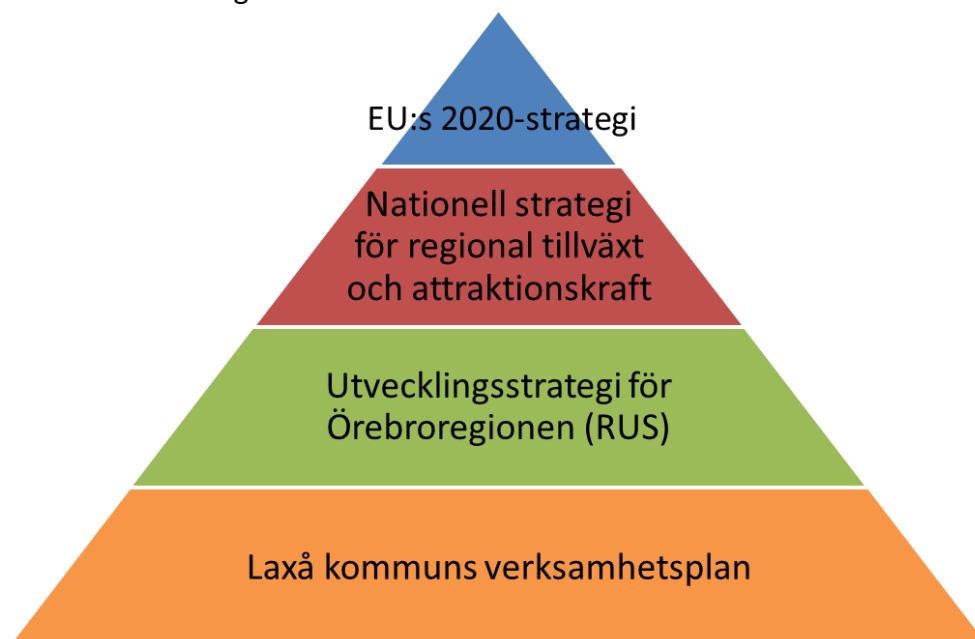 EU:s 2020-strategi
Nationell strategi
för regional tillväxt
och attraktionskraft
Utvecklingsstrategi för
Örebroregionen (RUS)
Laxå kommuns verksamhetsplan